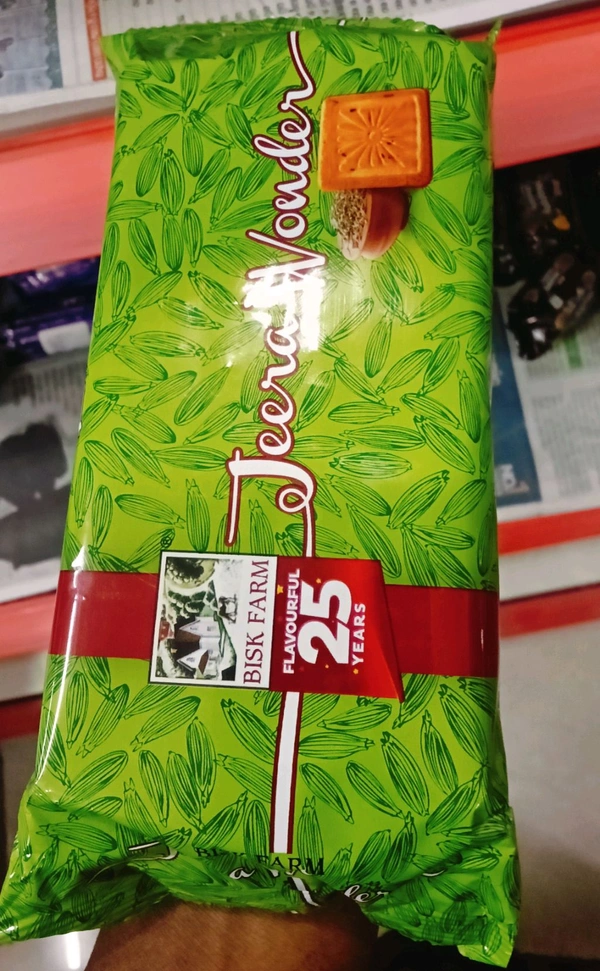 Jeera Wonder
BISK FARM
FLAVOURFUL
25
YEARS
BISK FARM